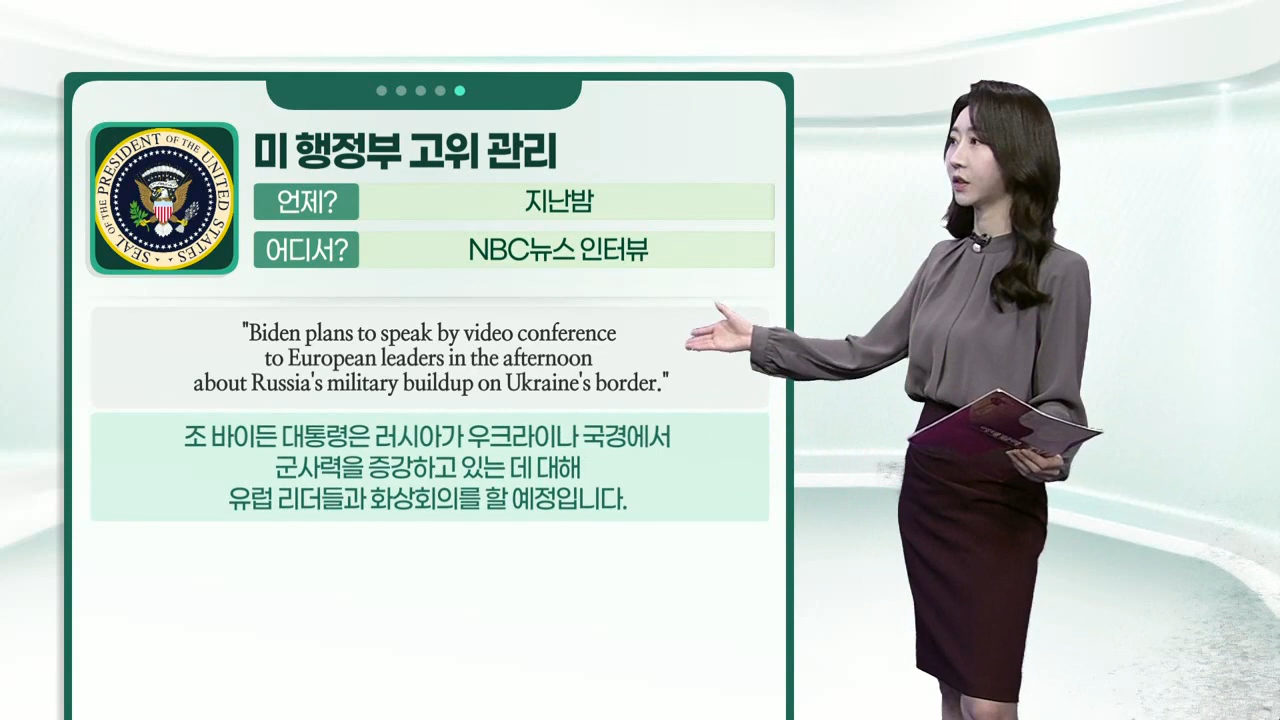 SEAL OF THE PRESIDENT OF THE UNITED STATES
미 행정부 고위 관리
언제? 지난밤
어디서? NBC뉴스 인터뷰
"Biden plans to speak by video conference
to European leaders in the afternoon
about Russia's military buildup on Ukraine's border."
조 바이든 대통령은 러시아가 우크라이나 국경에서
군사력을 증강하고 있는 데 대해
유럽 리더들과 화상회의를 할 예정입니다.